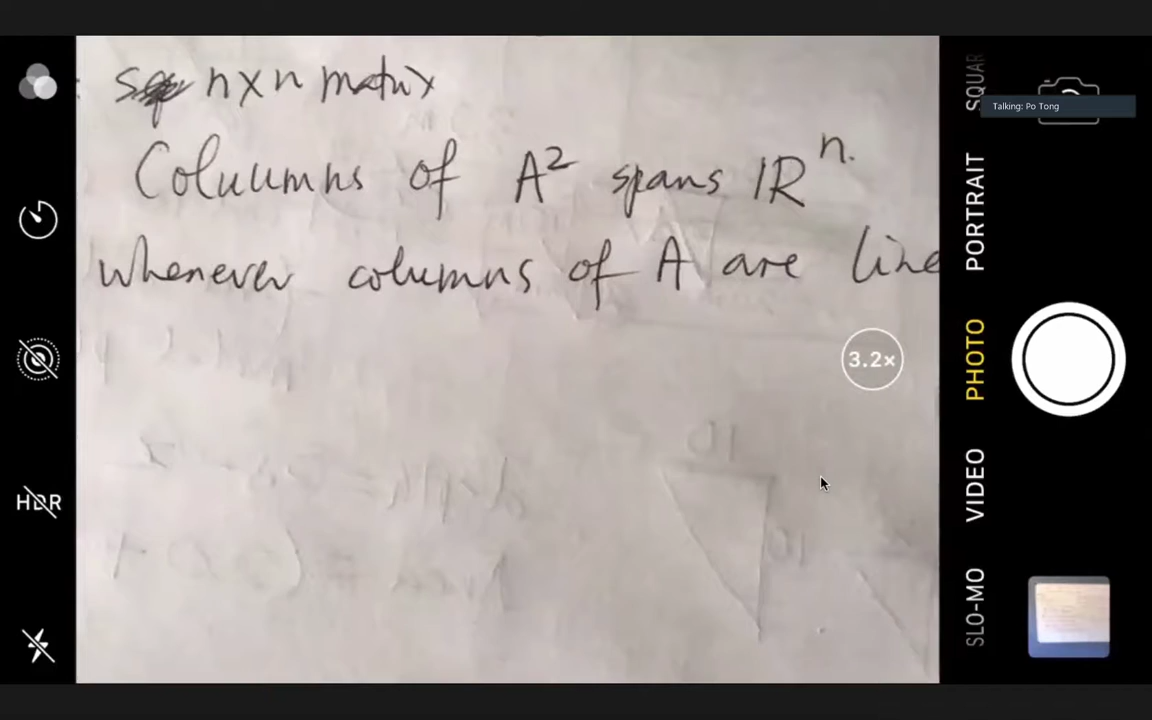 n×n matrix
Coluumns of A² spans ℝⁿ.
whenever columns of A are line
SQUAR
PORTRAIT
PHOTO
VIDEO
SLO-MO
3.2×
HDR
Talking: Po Tong